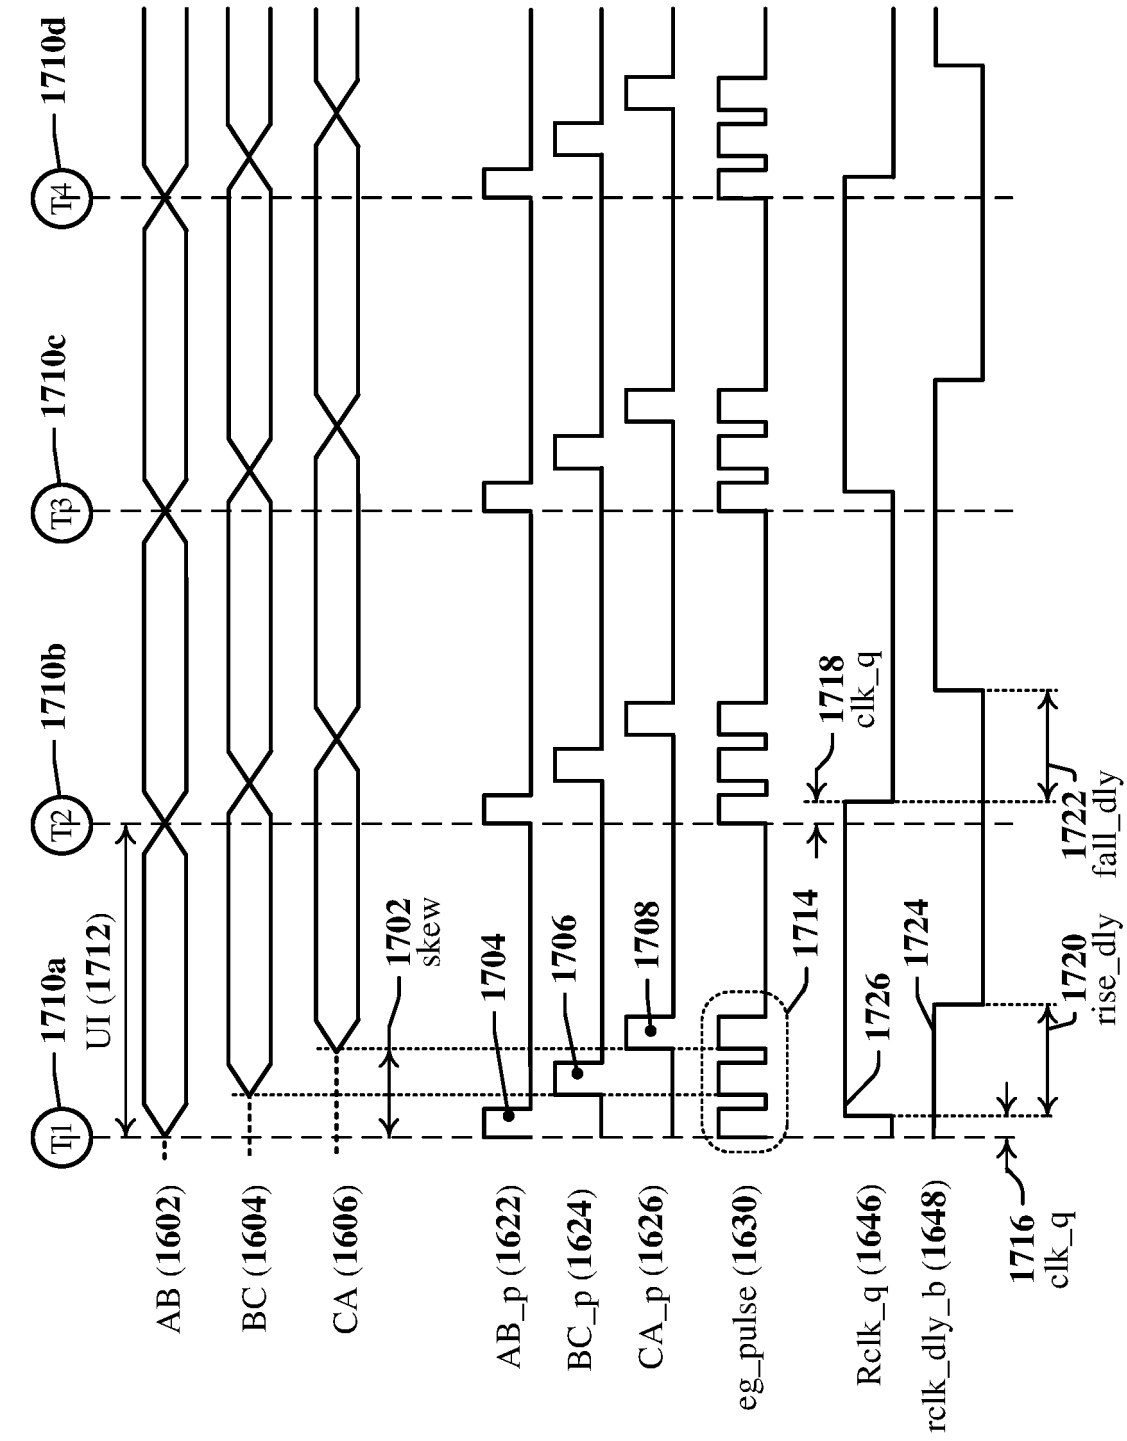 T1 1710a
T2 1710b
T3 1710c
T4 1710d
UI (1712)
AB (1602)
BC (1604)
CA (1606)
1702
skew
AB_p (1622)
1704
BC_p (1624)
1706
CA_p (1626)
1708
eg_pulse (1630)
1714
1718
clk_q
Rclk_q (1646)
1726
rclk_dly_b (1648)
1724
1716
clk_q
1720
rise_dly
1722
fall_dly